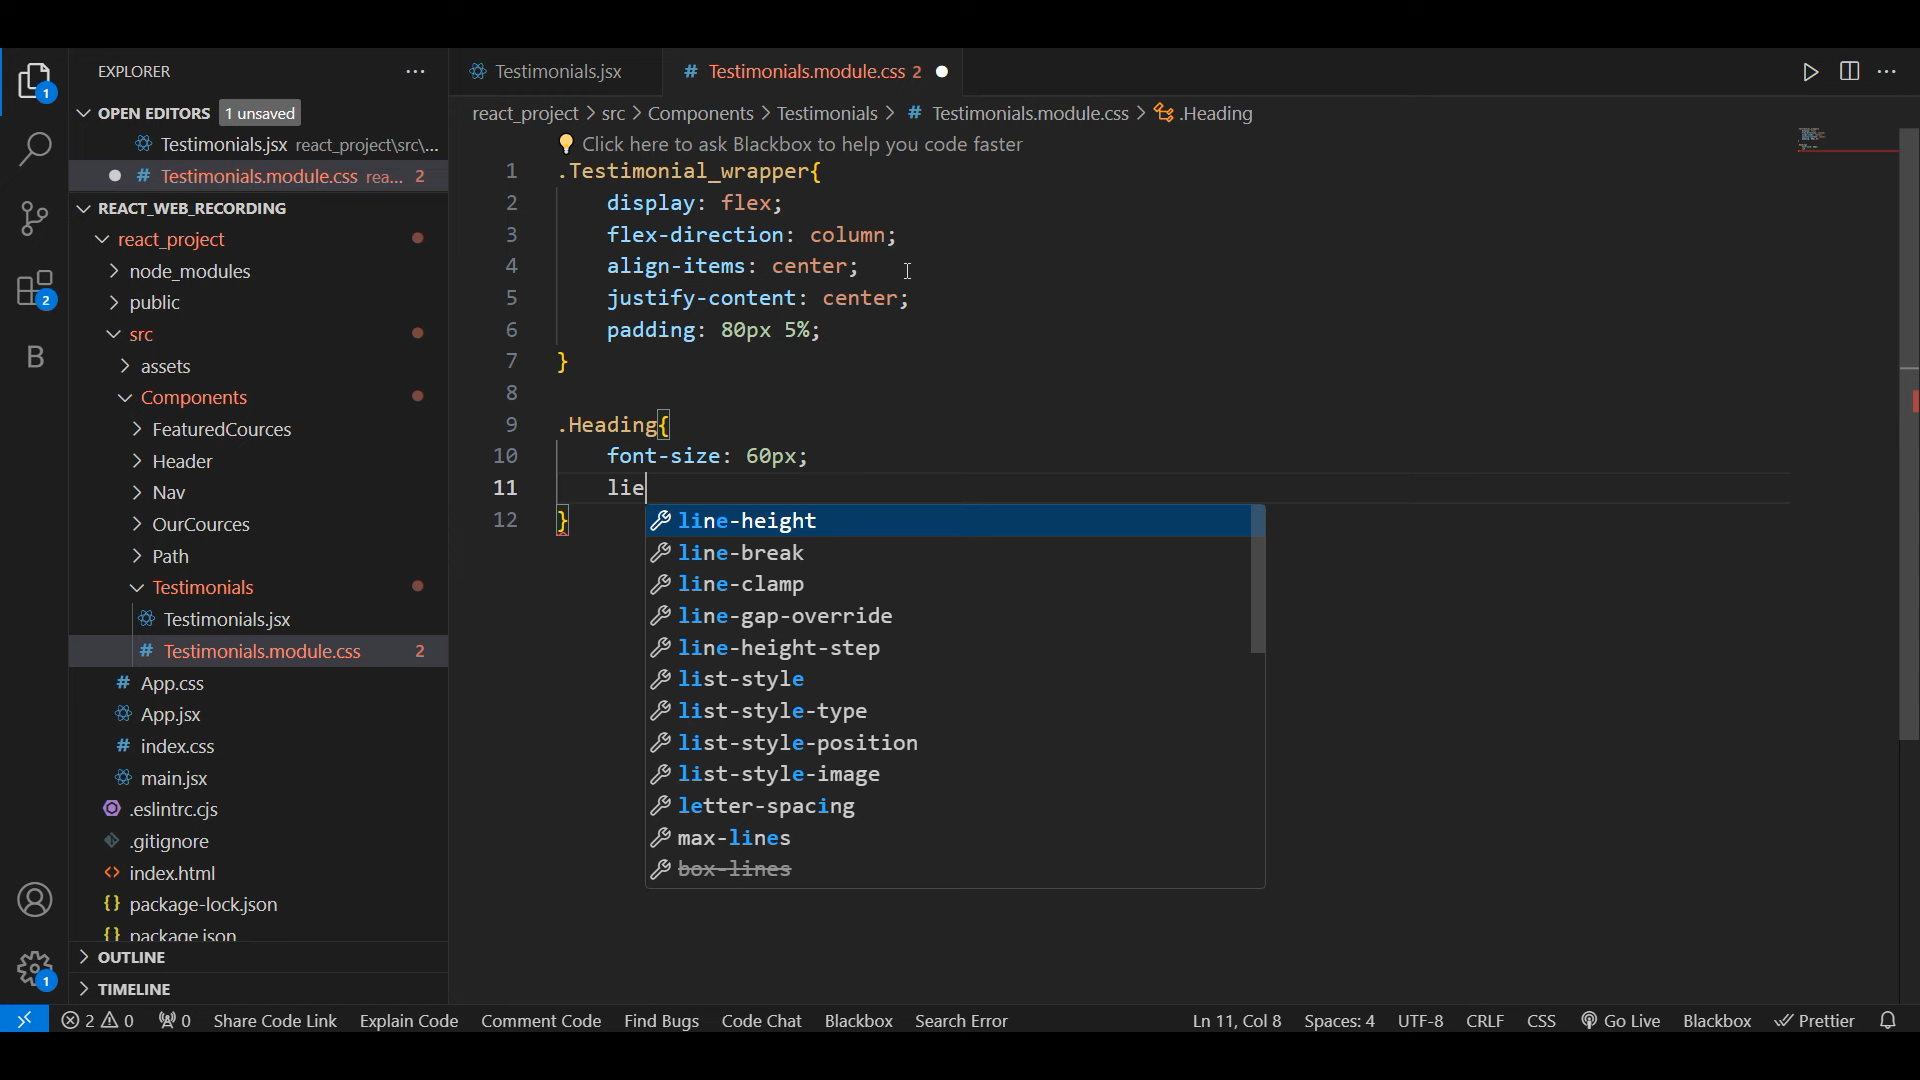 EXPLORER
OPEN EDITORS 1 unsaved
Testimonials.jsx react_project\src\...
Testimonials.module.css rea... 2
REACT_WEB_RECORDING
react_project
node_modules
public
src
assets
Components
FeaturedCources
Header
Nav
OurCources
Path
Testimonials
Testimonials.jsx
Testimonials.module.css 2
App.css
App.jsx
index.css
main.jsx
.eslintrc.cjs
.gitignore
index.html
package-lock.json
package.json
OUTLINE
TIMELINE
1
2
B
1
Testimonials.jsx
Testimonials.module.css 2
react_project > src > Components > Testimonials > # Testimonials.module.css > .Heading
Click here to ask Blackbox to help you code faster
1 .Testimonial_wrapper{
2 display: flex;
3 flex-direction: column;
4 align-items: center;
5 justify-content: center;
6 padding: 80px 5%;
7 }
8
9 .Heading{
10 font-size: 60px;
11 lie
12 }
line-height
line-break
line-clamp
line-gap-override
line-height-step
list-style
list-style-type
list-style-position
list-style-image
letter-spacing
max-lines
box-lines
2 0 0 Share Code Link Explain Code Comment Code Find Bugs Code Chat Blackbox Search Error Ln 11, Col 8 Spaces: 4 UTF-8 CRLF CSS Go Live Blackbox Prettier